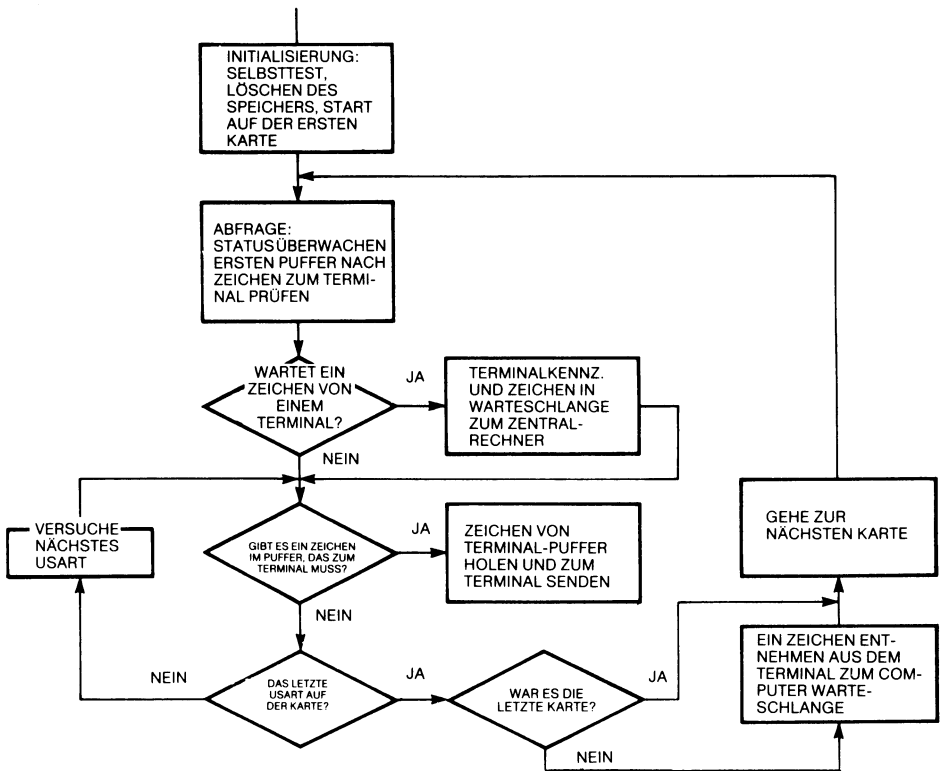 INITIALISIERUNG:
SELBSTTEST,
LÖSCHEN DES
SPEICHERS, START
AUF DER ERSTEN
KARTE
ABFRAGE:
STATUS ÜBERWACHEN
ERSTEN PUFFER NACH
ZEICHEN ZUM TERMI-
NAL PRÜFEN
WARTET EIN
ZEICHEN VON
EINEM
TERMINAL?
JA
TERMINALKENNZ.
UND ZEICHEN IN
WARTESCHLANGE
ZUM ZENTRAL-
RECHNER
NEIN
VERSUCHE
NÄCHSTES
USART
GIBT ES EIN ZEICHEN
IM PUFFER, DAS ZUM
TERMINAL MUSS?
JA
ZEICHEN VON
TERMINAL-PUFFER
HOLEN UND ZUM
TERMINAL SENDEN
GEHE ZUR
NÄCHSTEN KARTE
NEIN
NEIN
DAS LETZTE
USART AUF
DER KARTE?
JA
WAR ES DIE
LETZTE KARTE?
JA
EIN ZEICHEN ENT-
NEHMEN AUS DEM
TERMINAL ZUM COM-
PUTER WARTE-
SCHLANGE
NEIN